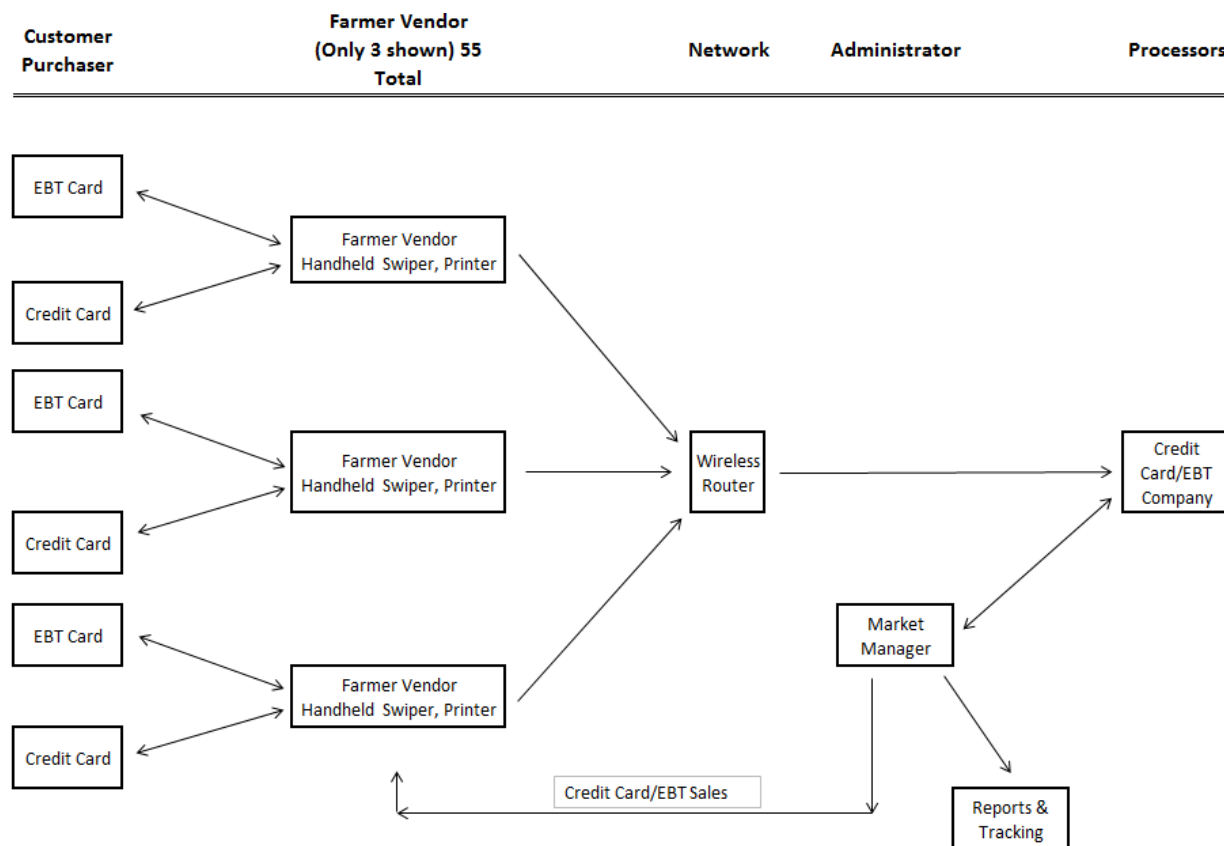 Customer
Purchaser
Farmer Vendor
(Only 3 shown) 55
Total
Network
Administrator
Processors
EBT Card
Farmer Vendor
Handheld Swiper, Printer
Credit Card
EBT Card
Farmer Vendor
Handheld Swiper, Printer
Credit Card
Wireless
Router
Credit
Card/EBT
Company
EBT Card
Farmer Vendor
Handheld Swiper, Printer
Credit Card
Market
Manager
Credit Card/EBT Sales
Reports &
Tracking